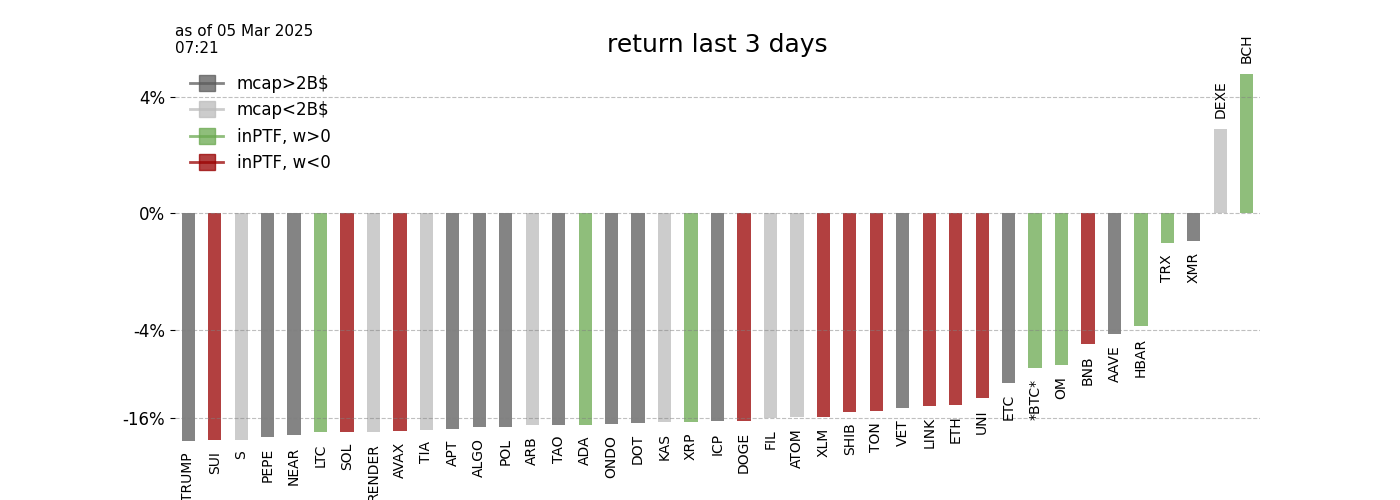 as of 05 Mar 2025
07:21
return last 3 days
mcap>2B$
mcap<2B$
inPTF, w>0
inPTF, w<0
4%
0%
-4%
-16%
TRUMP
SUI
S
PEPE
NEAR
LTC
SOL
RENDER
AVAX
TIA
APT
ALGO
POL
ARB
TAO
ADA
ONDO
DOT
KAS
XRP
ICP
DOGE
FIL
ATOM
XLM
SHIB
TON
VET
LINK
ETH
UNI
ETC
*BTC*
OM
BNB
AAVE
HBAR
TRX
XMR
DEXE
BCH